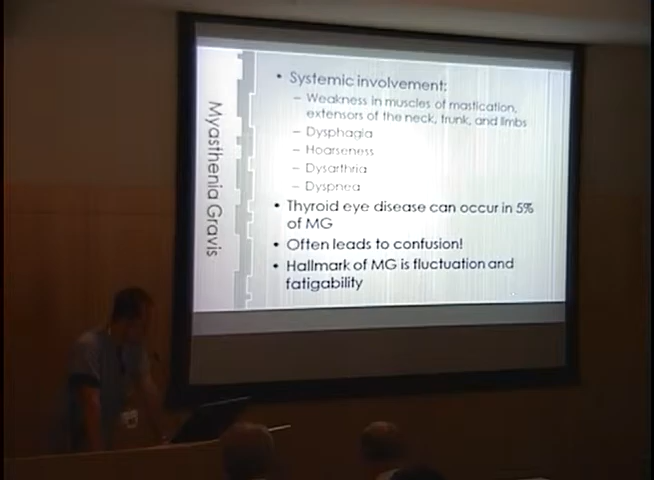 Myasthenia Gravis
• Systemic involvement:
– Weakness in muscles of mastication,
extensors of the neck, trunk, and limbs
– Dysphagia
– Hoarseness
– Dysarthria
– Dyspnea
• Thyroid eye disease can occur in 5%
of MG
• Often leads to confusion!
• Hallmark of MG is fluctuation and
fatigability